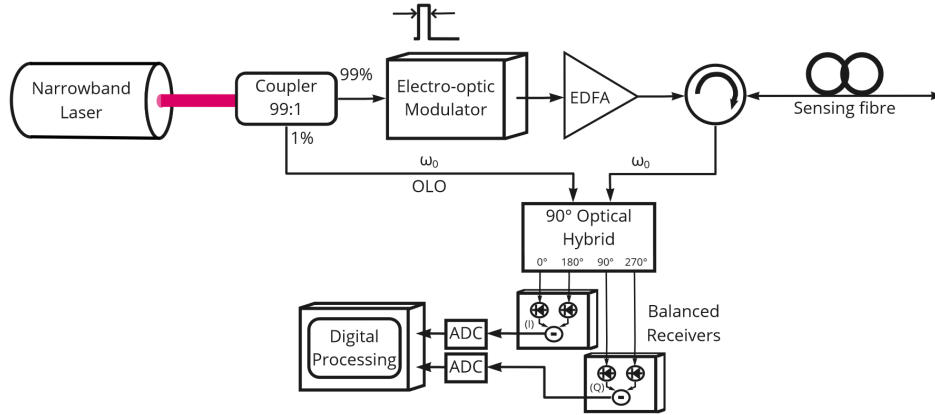 Narrowband
Laser
Coupler
99:1
99%
1%
Electro-optic
Modulator
EDFA
Sensing fibre
ω₀
OLO
ω₀
90° Optical
Hybrid
0° 180° 90° 270°
Balanced
Receivers
(I)
-
ADC
Digital
Processing
ADC
(Q)
-